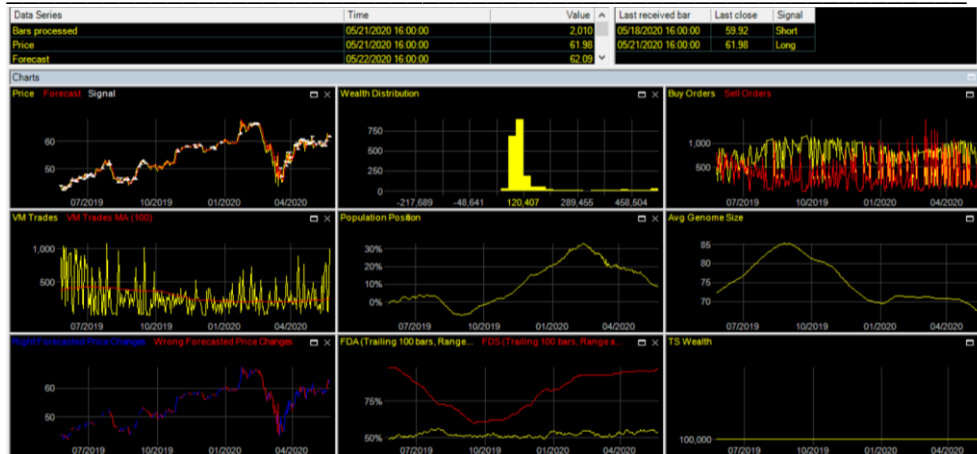 Data Series Time Value Last received bar Last close Signal
Bars processed 05/21/2020 16:00:00 2,010 05/18/2020 16:00:00 59.92 Short
Price 05/21/2020 16:00:00 61.98 05/21/2020 16:00:00 61.98 Long
Forecast 05/22/2020 16:00:00 62.09
Charts
Price Forecast Signal Wealth Distribution Buy Orders Sell Orders
60
50
07/2019 10/2019 01/2020 04/2020
750
500
250
0
-217,689 -48,641 120,407 289,455 458,504
1,000
500
07/2019 10/2019 01/2020 04/2020
VM Trades VM Trades MA (100) Population Position Avg Genome Size
1,000
500
07/2019 10/2019 01/2020 04/2020
30%
20%
10%
0%
07/2019 10/2019 01/2020 04/2020
85
80
75
70
07/2019 10/2019 01/2020 04/2020
Right Forecasted Price Changes Wrong Forecasted Price Changes FDA (Trailing 100 bars, Range... FDS (Trailing 100 bars, Range a... TS Wealth
60
50
07/2019 10/2019 01/2020 04/2020
75%
50%
07/2019 10/2019 01/2020 04/2020
100,000
07/2019 10/2019 01/2020 04/2020